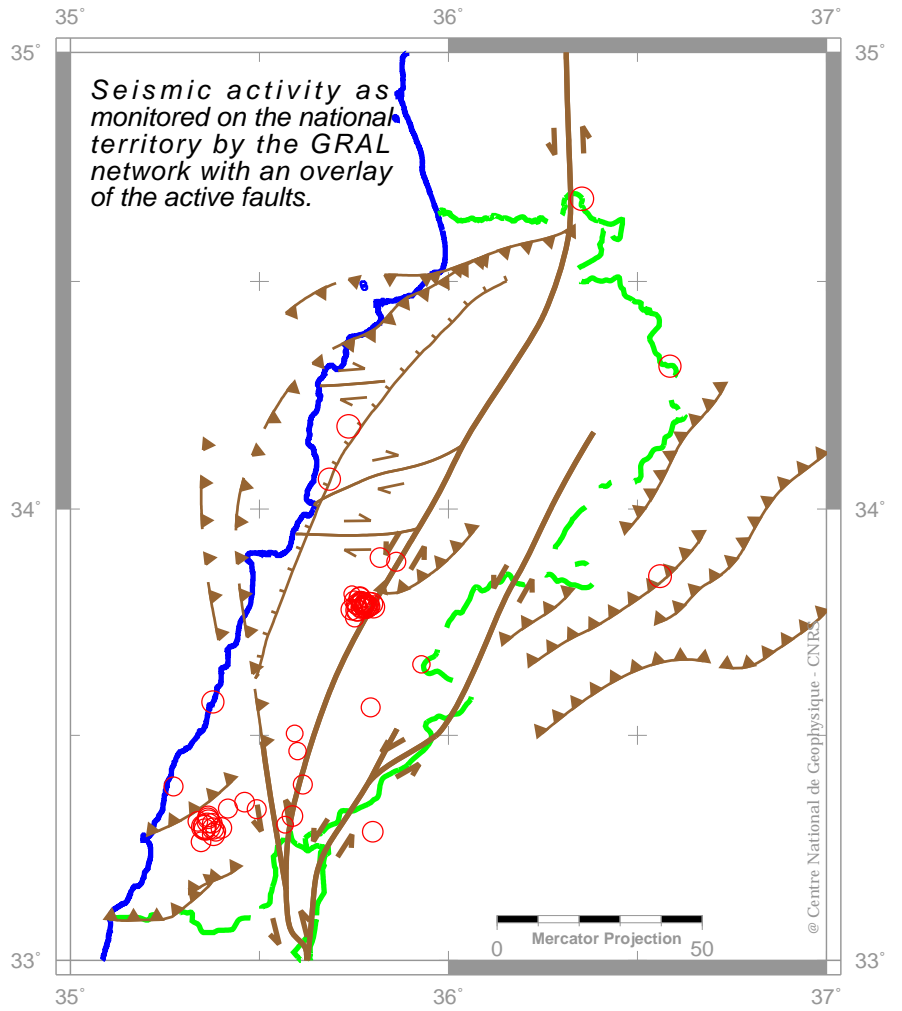 35°
36°
37°
35°
35°
Seismic activity as
monitored on the national
territory by the GRAL
network with an overlay
of the active faults.
34°
34°
@ Centre National de Geophysique - CNRS
Mercator Projection
0
50
33°
33°
35°
36°
37°